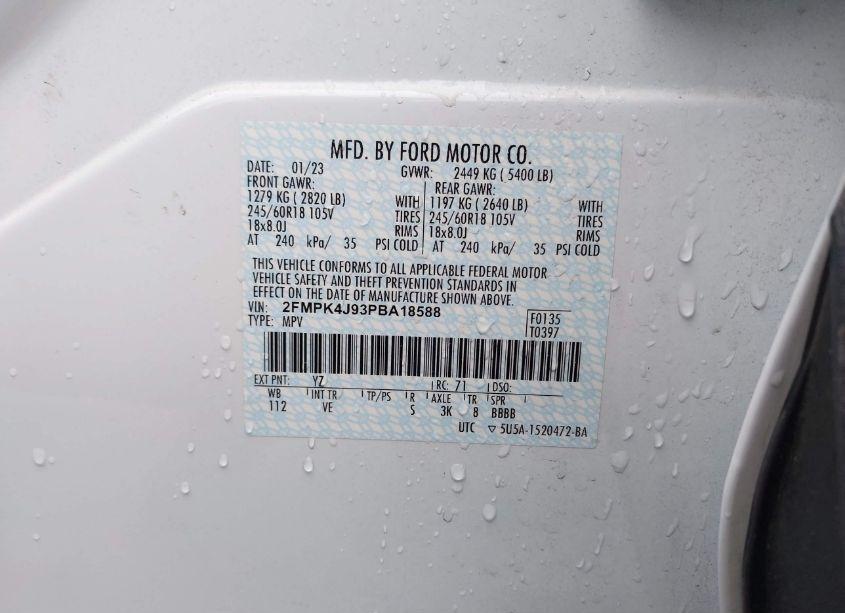 MFD. BY FORD MOTOR CO.
DATE: 01/23 GVWR: 2449 KG ( 5400 LB)
FRONT GAWR: REAR GAWR:
1279 KG ( 2820 LB) WITH 1197 KG ( 2640 LB) WITH
245/60R18 105V TIRES 245/60R18 105V TIRES
18x8.0J RIMS 18x8.0J RIMS
AT 240 kPa/ 35 PSI COLD AT 240 kPa/ 35 PSI COLD
THIS VEHICLE CONFORMS TO ALL APPLICABLE FEDERAL MOTOR
VEHICLE SAFETY AND THEFT PREVENTION STANDARDS IN
EFFECT ON THE DATE OF MANUFACTURE SHOWN ABOVE.
VIN: 2FMPK4J93PBA18588 F0135
TYPE: MPV T0397
EXT PNT: YZ RC: 71 DSO:
WB INT TR TP/PS R AXLE TR SPR
112 VE S 3K 8 BBBB
UTC ▽ 5U5A-1520472-BA